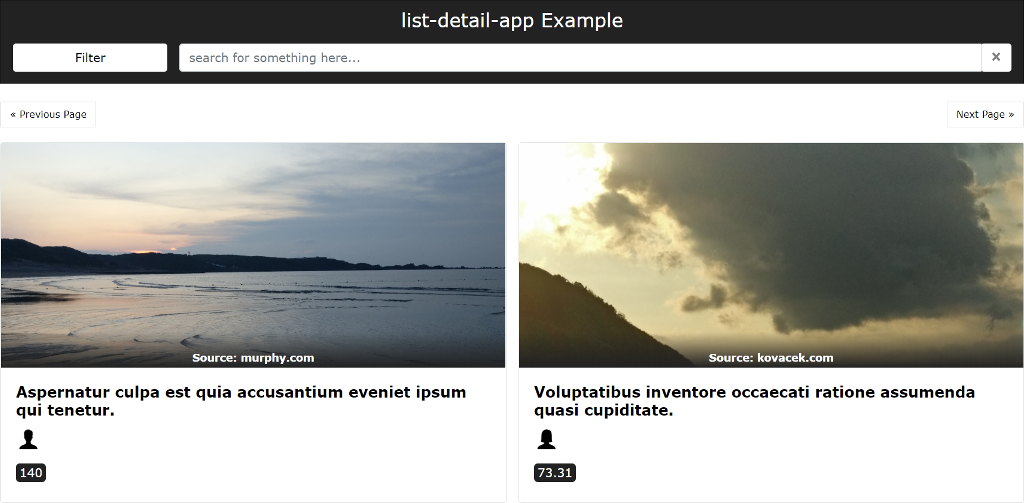 list-detail-app Example
Filter
search for something here...
×
« Previous Page
Next Page »
Source: murphy.com
Source: kovacek.com
Aspernatur culpa est quia accusantium eveniet ipsum
qui tenetur.
140
Voluptatibus inventore occaecati ratione assumenda
quasi cupiditate.
73.31